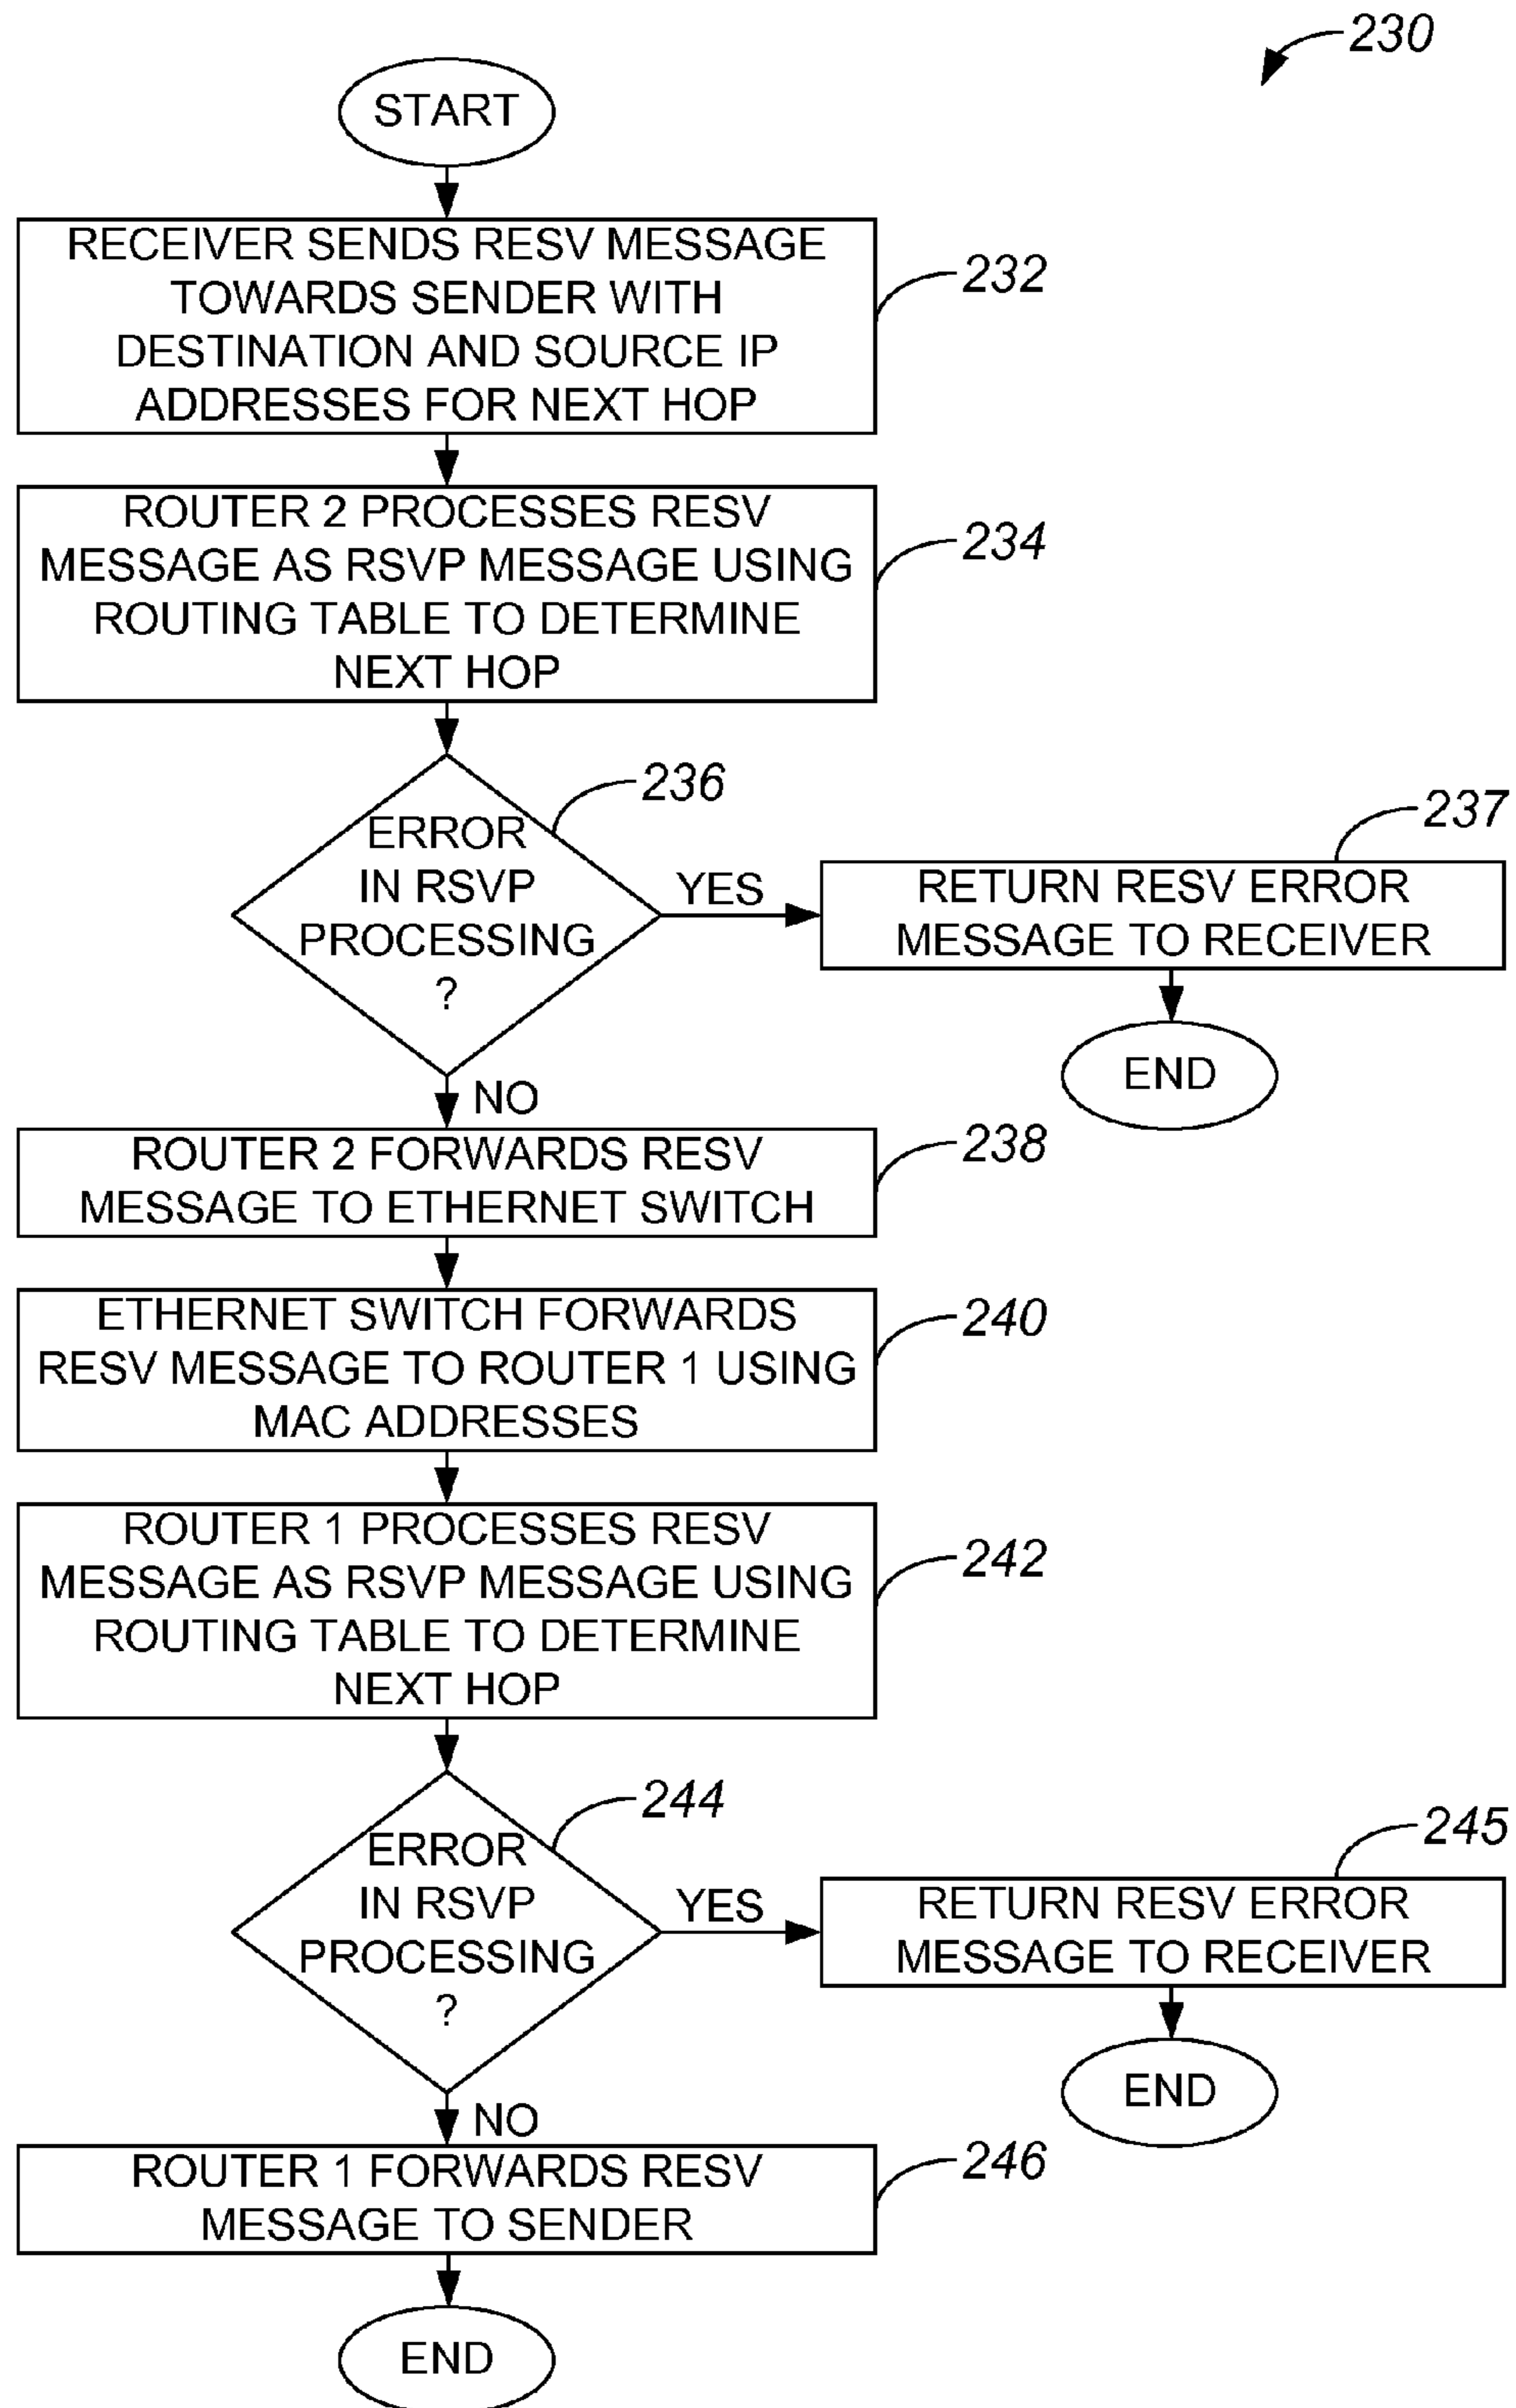 230
START
RECEIVER SENDS RESV MESSAGE
TOWARDS SENDER WITH
DESTINATION AND SOURCE IP
ADDRESSES FOR NEXT HOP
232
ROUTER 2 PROCESSES RESV
MESSAGE AS RSVP MESSAGE USING
ROUTING TABLE TO DETERMINE
NEXT HOP
234
ERROR
IN RSVP
PROCESSING
?
236
YES
RETURN RESV ERROR
MESSAGE TO RECEIVER
237
END
NO
ROUTER 2 FORWARDS RESV
MESSAGE TO ETHERNET SWITCH
238
ETHERNET SWITCH FORWARDS
RESV MESSAGE TO ROUTER 1 USING
MAC ADDRESSES
240
ROUTER 1 PROCESSES RESV
MESSAGE AS RSVP MESSAGE USING
ROUTING TABLE TO DETERMINE
NEXT HOP
242
ERROR
IN RSVP
PROCESSING
?
244
YES
RETURN RESV ERROR
MESSAGE TO RECEIVER
245
END
NO
ROUTER 1 FORWARDS RESV
MESSAGE TO SENDER
246
END